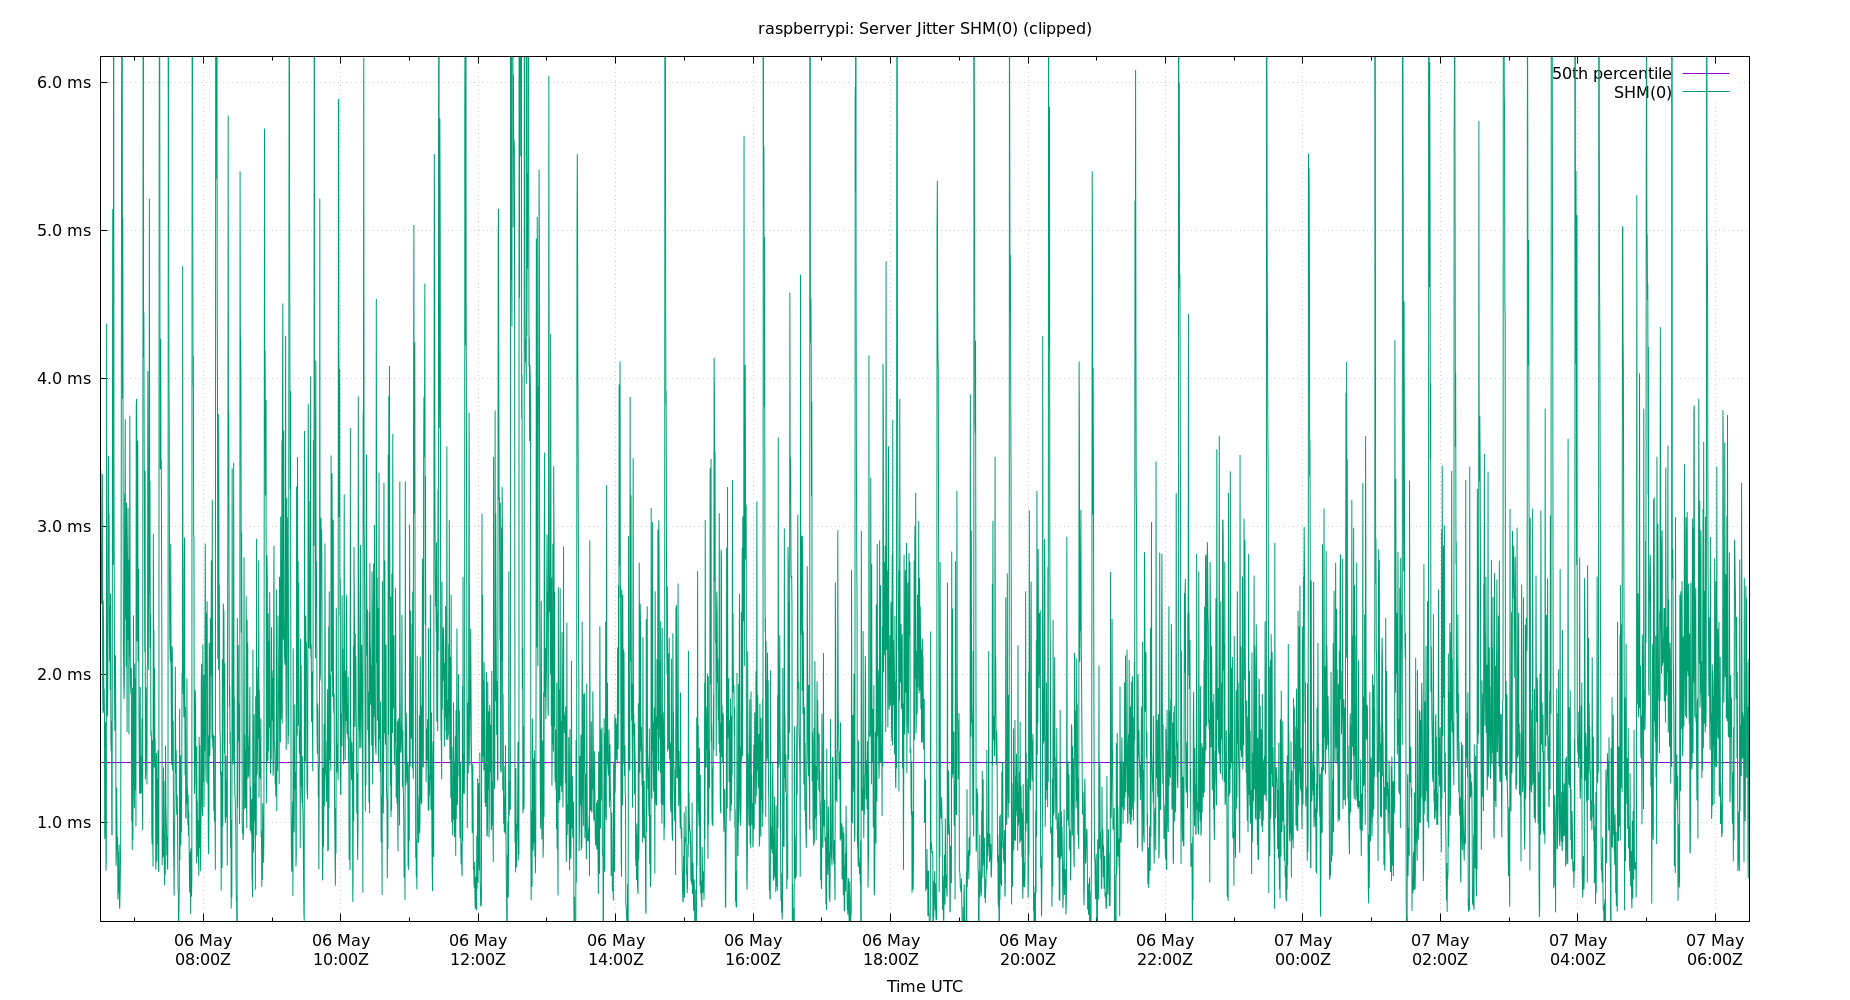 raspberrypi: Server Jitter SHM(0) (clipped)
50th percentile
SHM(0)
6.0 ms
5.0 ms
4.0 ms
3.0 ms
2.0 ms
1.0 ms
06 May 06 May 06 May 06 May 06 May 06 May 06 May 06 May 07 May 07 May 07 May 07 May
08:00Z 10:00Z 12:00Z 14:00Z 16:00Z 18:00Z 20:00Z 22:00Z 00:00Z 02:00Z 04:00Z 06:00Z
Time UTC